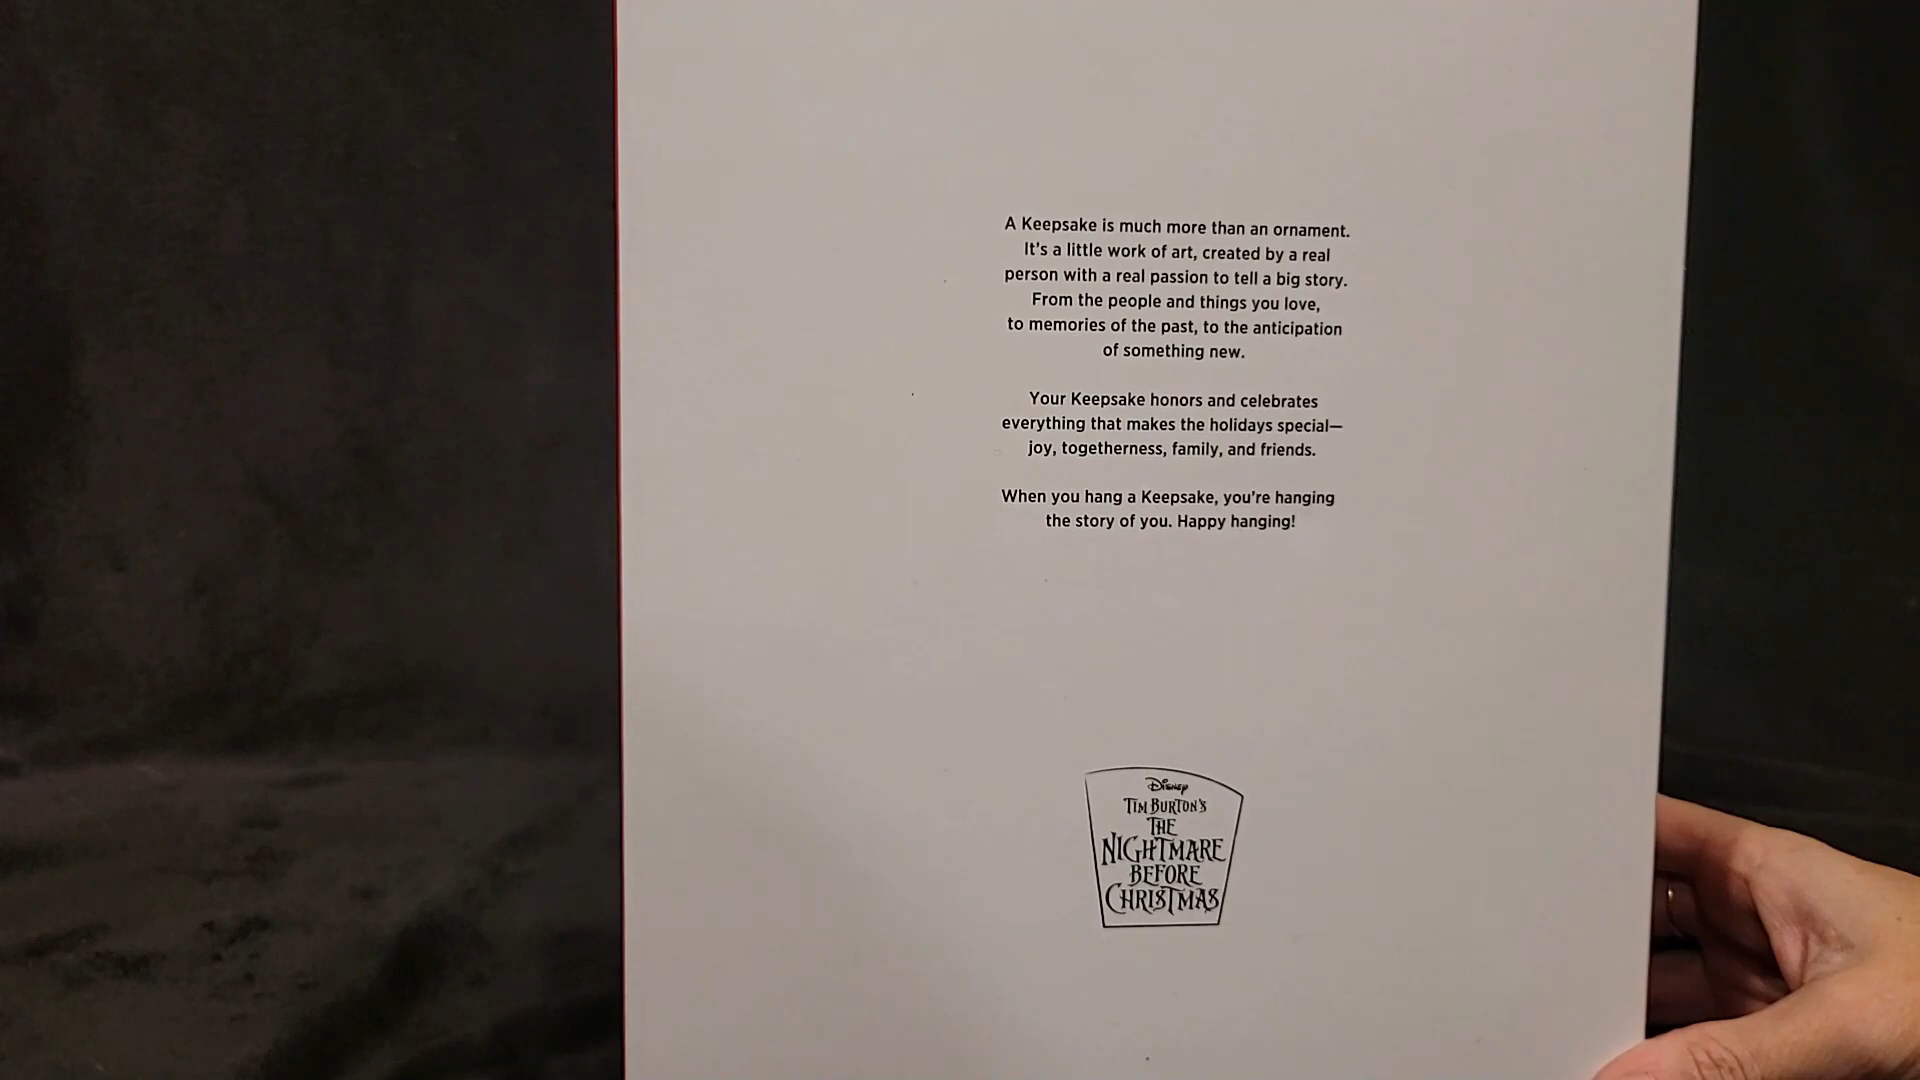 A Keepsake is much more than an ornament.
It's a little work of art, created by a real
person with a real passion to tell a big story.
From the people and things you love,
to memories of the past, to the anticipation
of something new.
Your Keepsake honors and celebrates
everything that makes the holidays special—
joy, togetherness, family, and friends.
When you hang a Keepsake, you're hanging
the story of you. Happy hanging!
Disney
TIM BURTON'S
THE
NIGHTMARE
BEFORE
CHRISTMAS